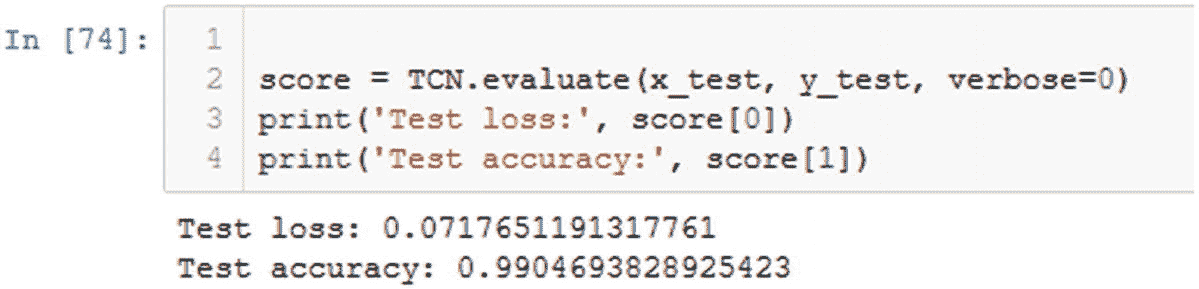 In [74]: 1
2 score = TCN.evaluate(x_test, y_test, verbose=0)
3 print('Test loss:', score[0])
4 print('Test accuracy:', score[1])
Test loss: 0.0717651191317761
Test accuracy: 0.9904693828925423